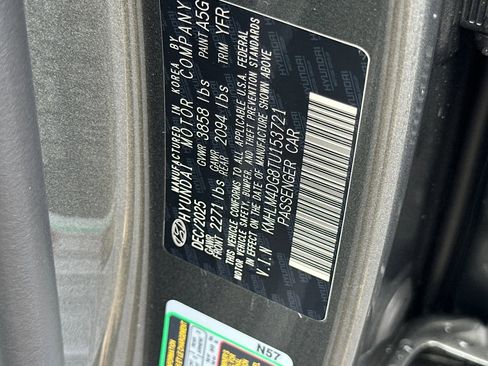 MANUFACTURED IN KOREA BY
HYUNDAI MOTOR COMPANY
PAINT A5G
DEC/2025 GVWR 3858 lbs TRIM YFR
GAWR FRONT 2271 lbs GAWR REAR 2094 lbs
THIS VEHICLE CONFORMS TO ALL APPLICABLE U.S.A. FEDERAL
MOTOR VEHICLE SAFETY, BUMPER, AND THEFT PREVENTION STANDARDS
IN EFFECT ON THE DATE OF MANUFACTURE SHOWN ABOVE
V.I.N KMHLM4DG8TU153721
PASSENGER CAR
HYUNDAI
N57